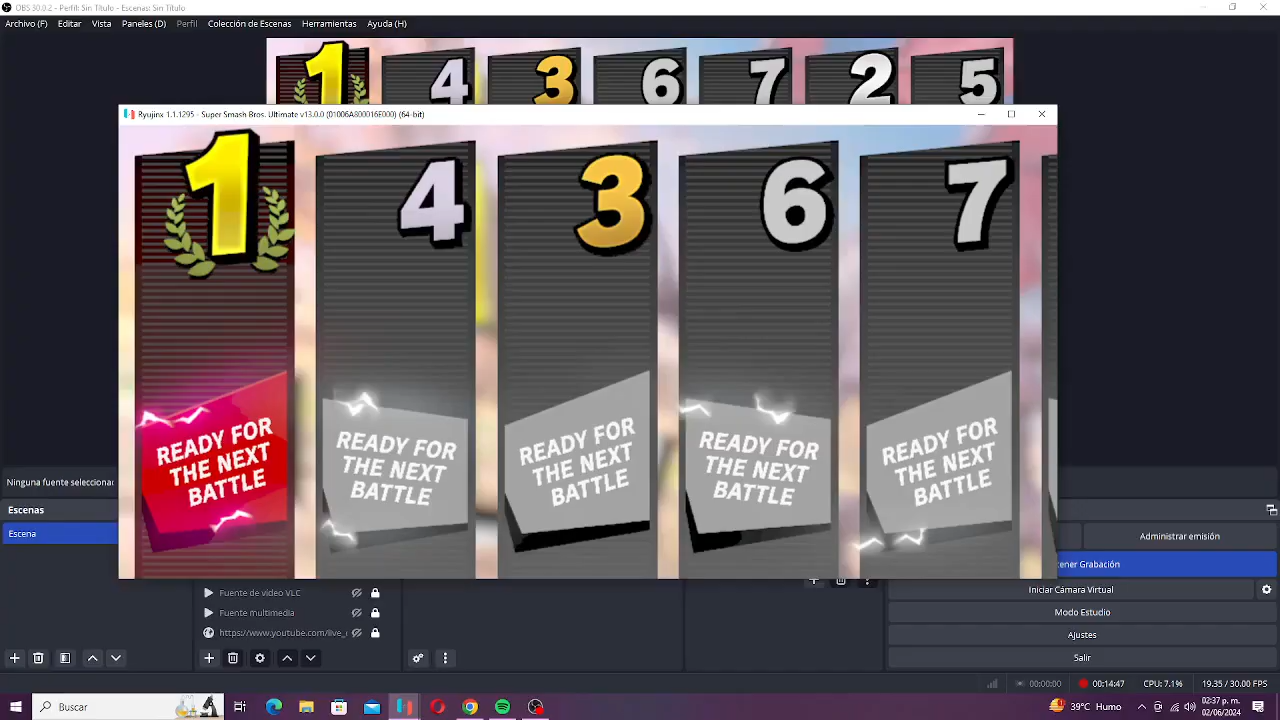 OBS 30.0.2 - Perfil: Sin Título - Escenas: Sin Título
Archivo (F) Editar Vista Paneles (D) Perfil Colección de Escenas Herramientas Ayuda (H)
1 4 3 6 7 2 5
Ryujinx 1.1.1295 - Super Smash Bros. Ultimate v13.0.0 (01006A800016E000) (64-bit)
1 4 3 6 7
READY FOR
THE NEXT
BATTLE
READY FOR
THE NEXT
BATTLE
READY FOR
THE NEXT
BATTLE
READY FOR
THE NEXT
BATTLE
READY FOR
THE NEXT
BATTLE
Ninguna fuente seleccionad
Escenas
Escena
Administrar emisión
tener Grabación
Fuente de video VLC
Iniciar Cámara Virtual
Fuente multimedia
Modo Estudio
https://www.youtube.com/live_
Ajustes
Salir
00:00:00
00:14:47
CPU: 7.1%
19.35 / 30.00 FPS
Buscar
39°C Humo
02:37 p. m.
02/06/2024